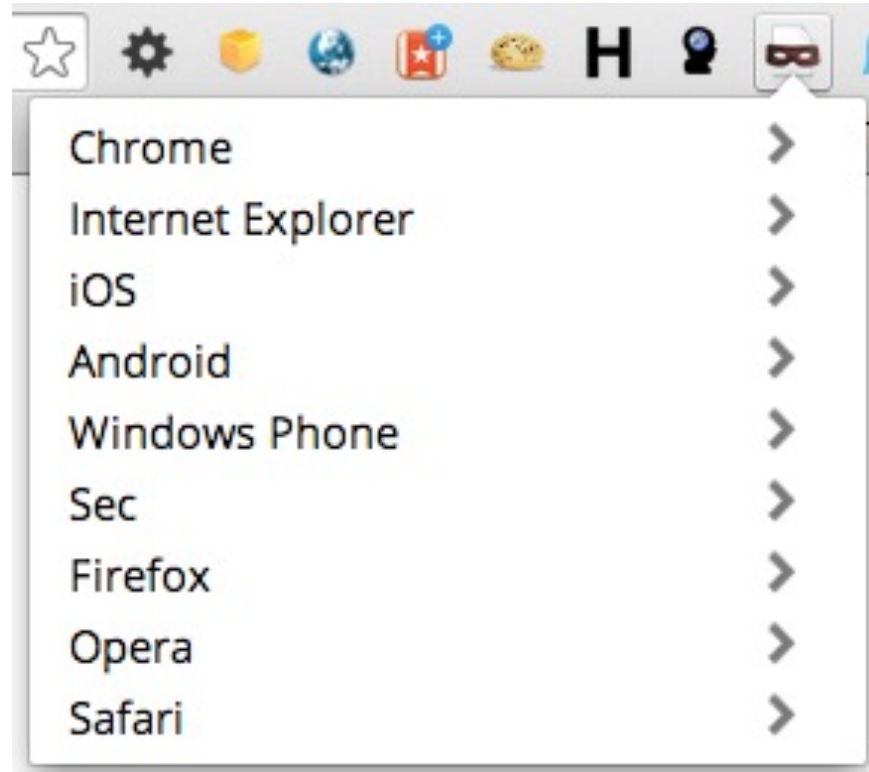 H
Chrome
Internet Explorer
iOS
Android
Windows Phone
Sec
Firefox
Opera
Safari